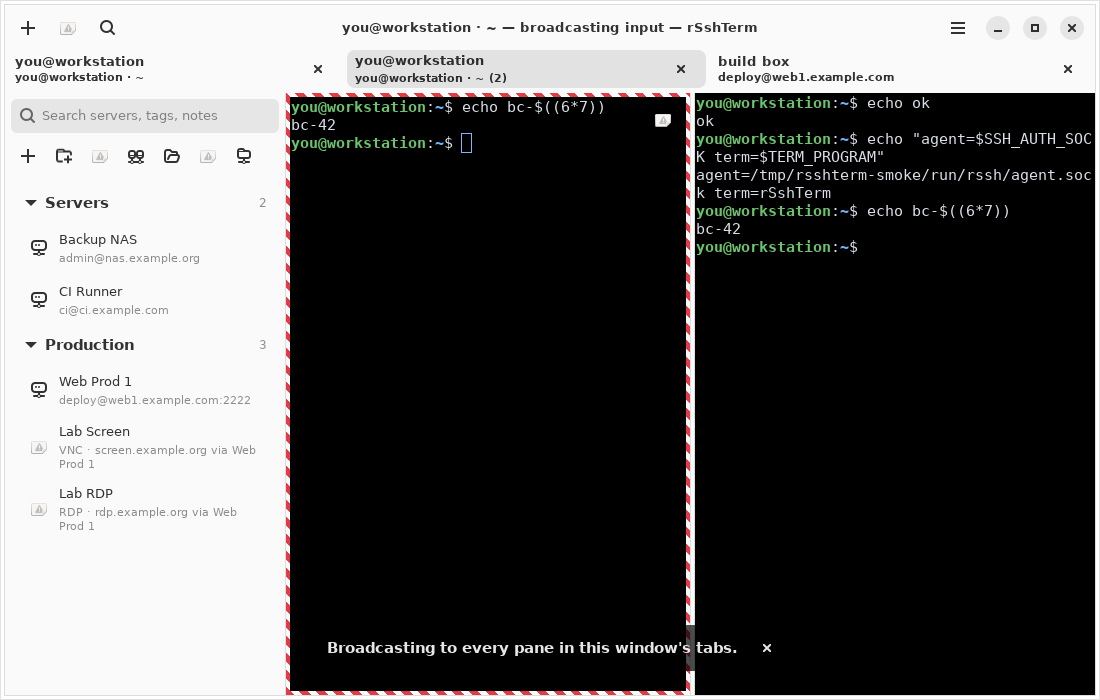 you@workstation · ~ — broadcasting input — rSshTerm
you@workstation
you@workstation · ~
you@workstation
you@workstation · ~ (2)
build box
deploy@web1.example.com
Search servers, tags, notes
Servers 2
Backup NAS
admin@nas.example.org
CI Runner
ci@ci.example.com
Production 3
Web Prod 1
deploy@web1.example.com:2222
Lab Screen
VNC · screen.example.org via Web
Prod 1
Lab RDP
RDP · rdp.example.org via Web
Prod 1
you@workstation:~$ echo bc-$((6*7))
bc-42
you@workstation:~$
you@workstation:~$ echo ok
ok
you@workstation:~$ echo "agent=$SSH_AUTH_SOC
K term=$TERM_PROGRAM"
agent=/tmp/rsshterm-smoke/run/rssh/agent.soc
k term=rSshTerm
you@workstation:~$ echo bc-$((6*7))
bc-42
you@workstation:~$
Broadcasting to every pane in this window's tabs.